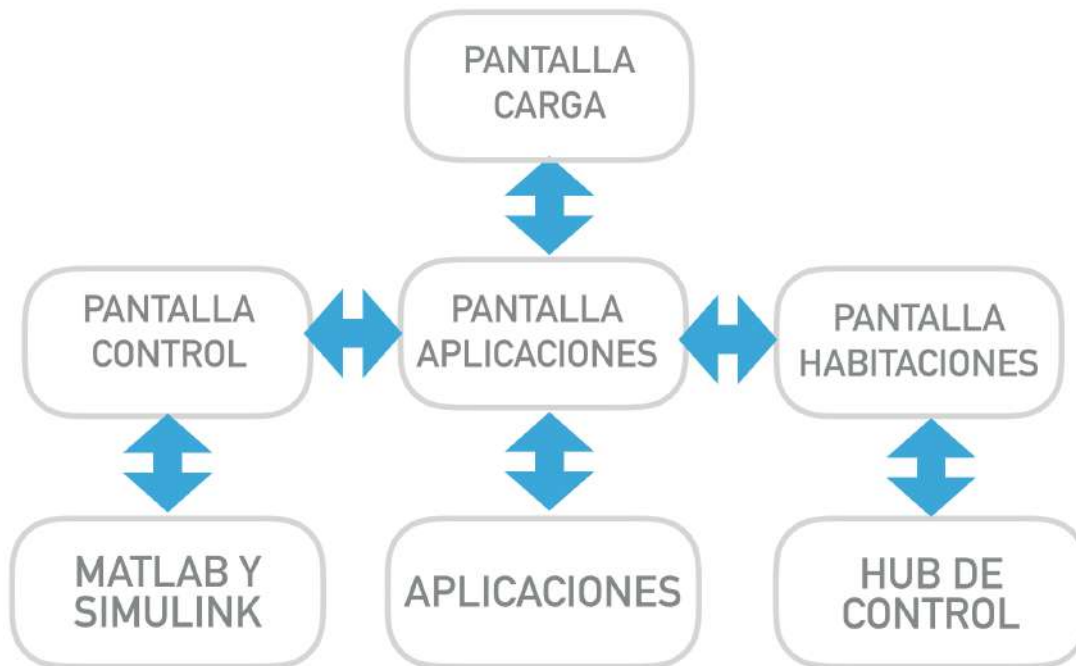 PANTALLA
CARGA
PANTALLA
CONTROL
PANTALLA
APLICACIONES
PANTALLA
HABITACIONES
MATLAB Y
SIMULINK
APLICACIONES
HUB DE
CONTROL